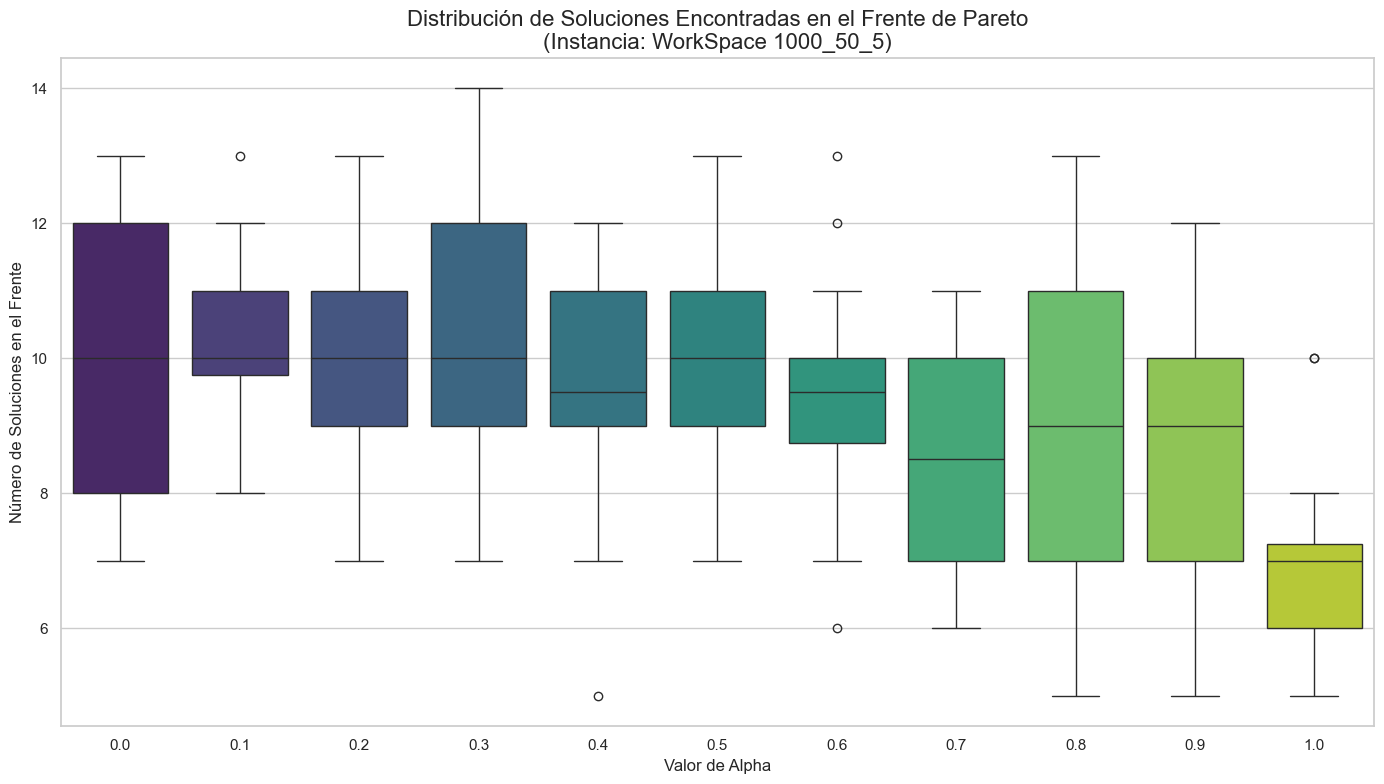 Distribución de Soluciones Encontradas en el Frente de Pareto
(Instancia: WorkSpace 1000_50_5)
Número de Soluciones en el Frente
14
12
10
8
6
0.0 0.1 0.2 0.3 0.4 0.5 0.6 0.7 0.8 0.9 1.0
Valor de Alpha